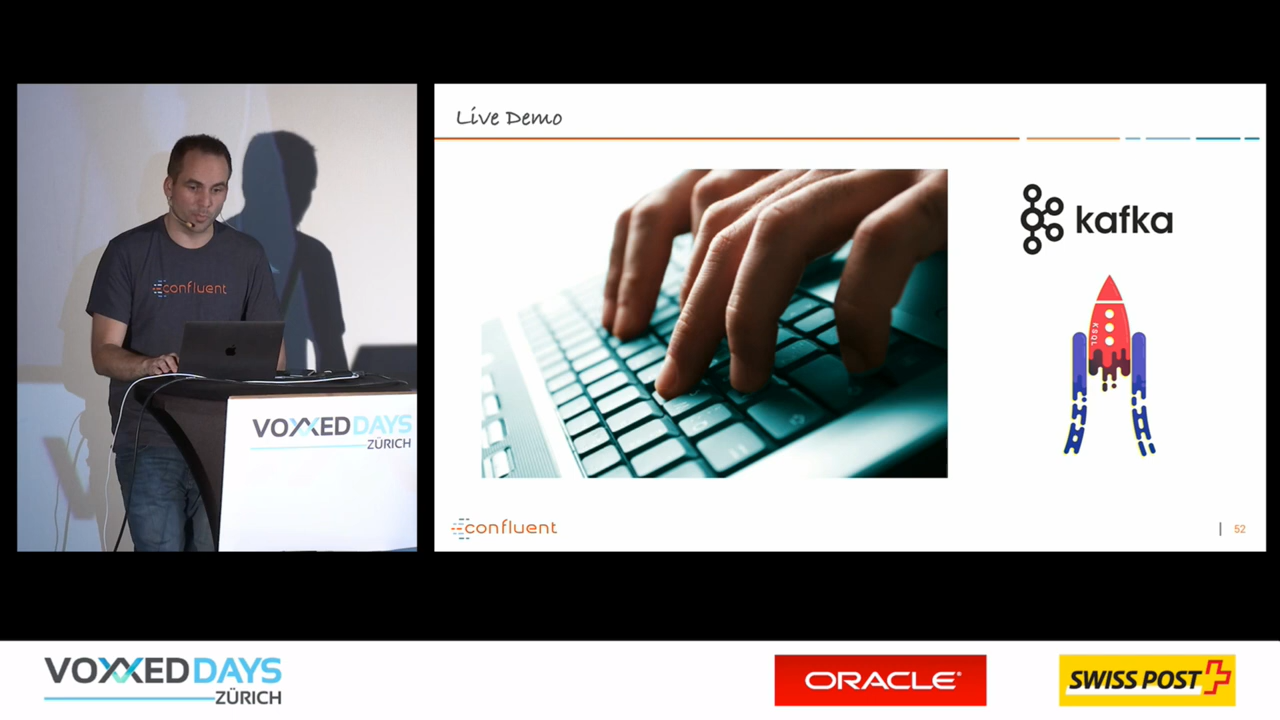 confluent
VOXXED DAYS
ZÜRICH
Live Demo
kafka
KSQL
confluent
| 52
VOXXED DAYS
ZÜRICH
ORACLE®
SWISS POST